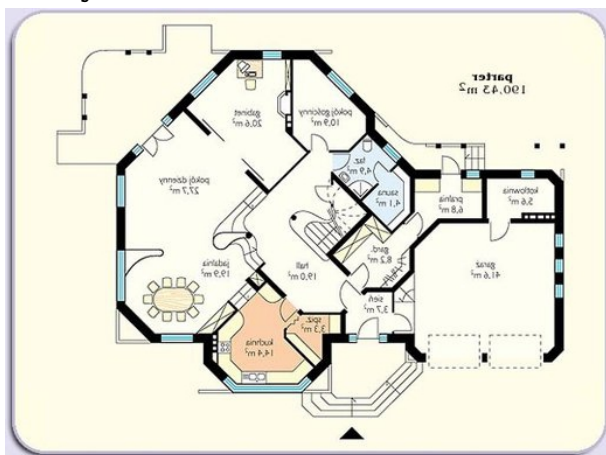 parter
190,43 m²
gabinet
20,6 m²
pokój gościnny
10,9 m²
łaz.
4,9 m²
sauna
4,1 m²
pralnia
6,8 m²
kotłownia
5,6 m²
pokój dzienny
27,7 m²
gard.
8,2 m²
garaż
41,6 m²
jadalnia
19,9 m²
hall
19,0 m²
sień
3,7 m²
spiż.
3,3 m²
kuchnia
14,4 m²